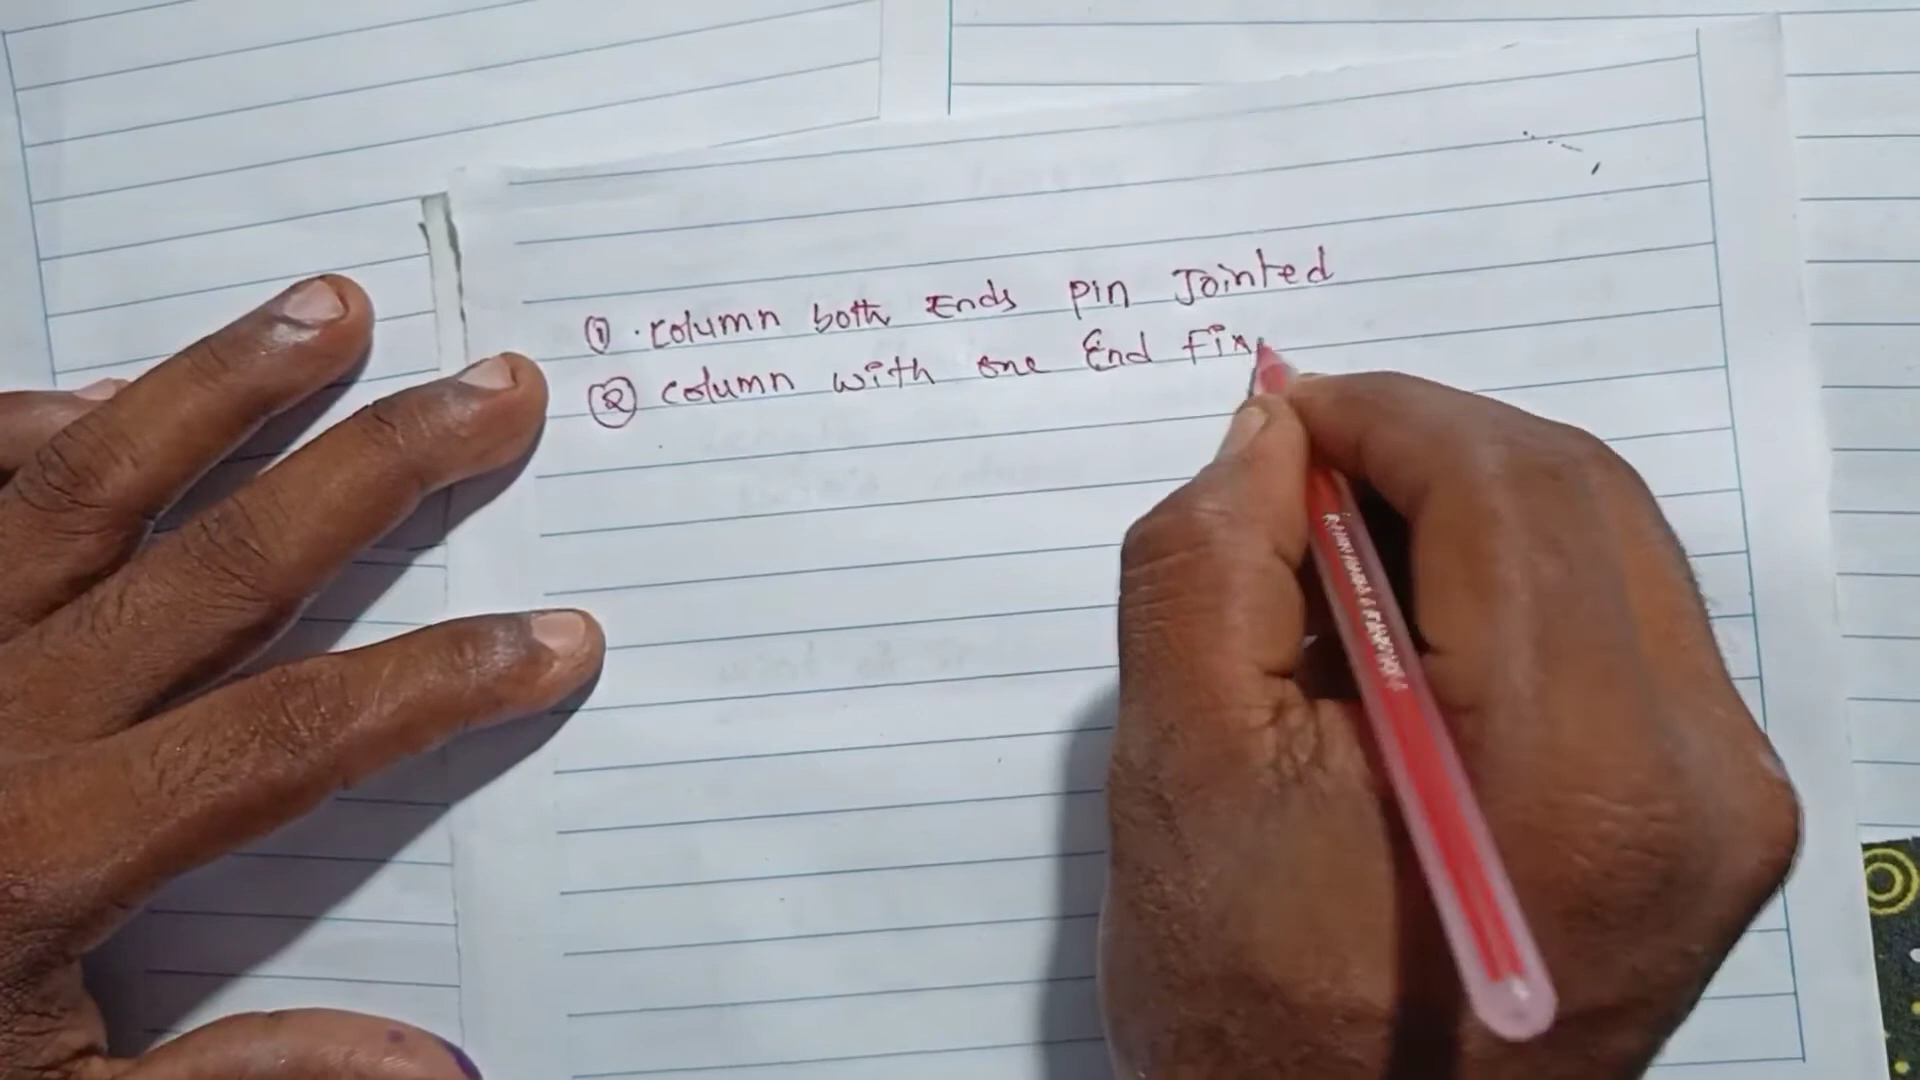 ① . column both Ends Pin Jointed
② column with one End Fix